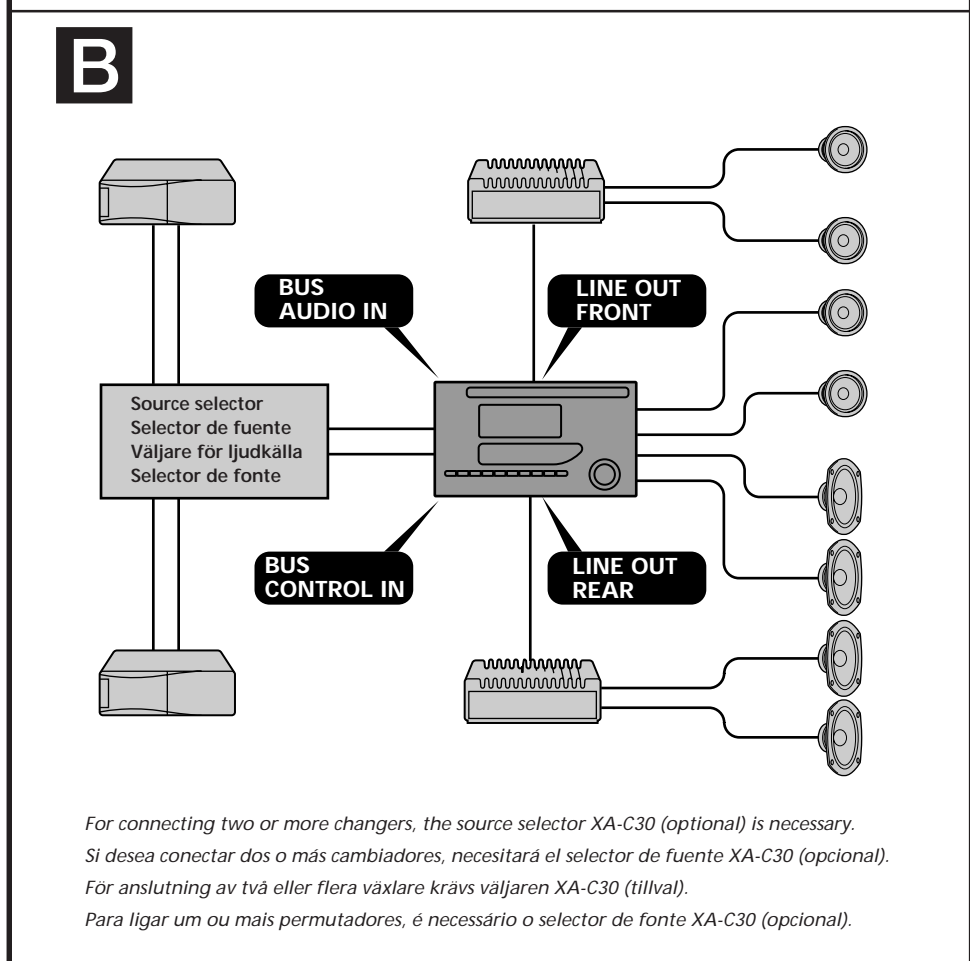 B
BUS
AUDIO IN
LINE OUT
FRONT
Source selector
Selector de fuente
Väljare för ljudkälla
Selector de fonte
BUS
CONTROL IN
LINE OUT
REAR
For connecting two or more changers, the source selector XA-C30 (optional) is necessary.
Si desea conectar dos o más cambiadores, necesitará el selector de fuente XA-C30 (opcional).
För anslutning av två eller flera växlare krävs väljaren XA-C30 (tillval).
Para ligar um ou mais permutadores, é necessário o selector de fonte XA-C30 (opcional).